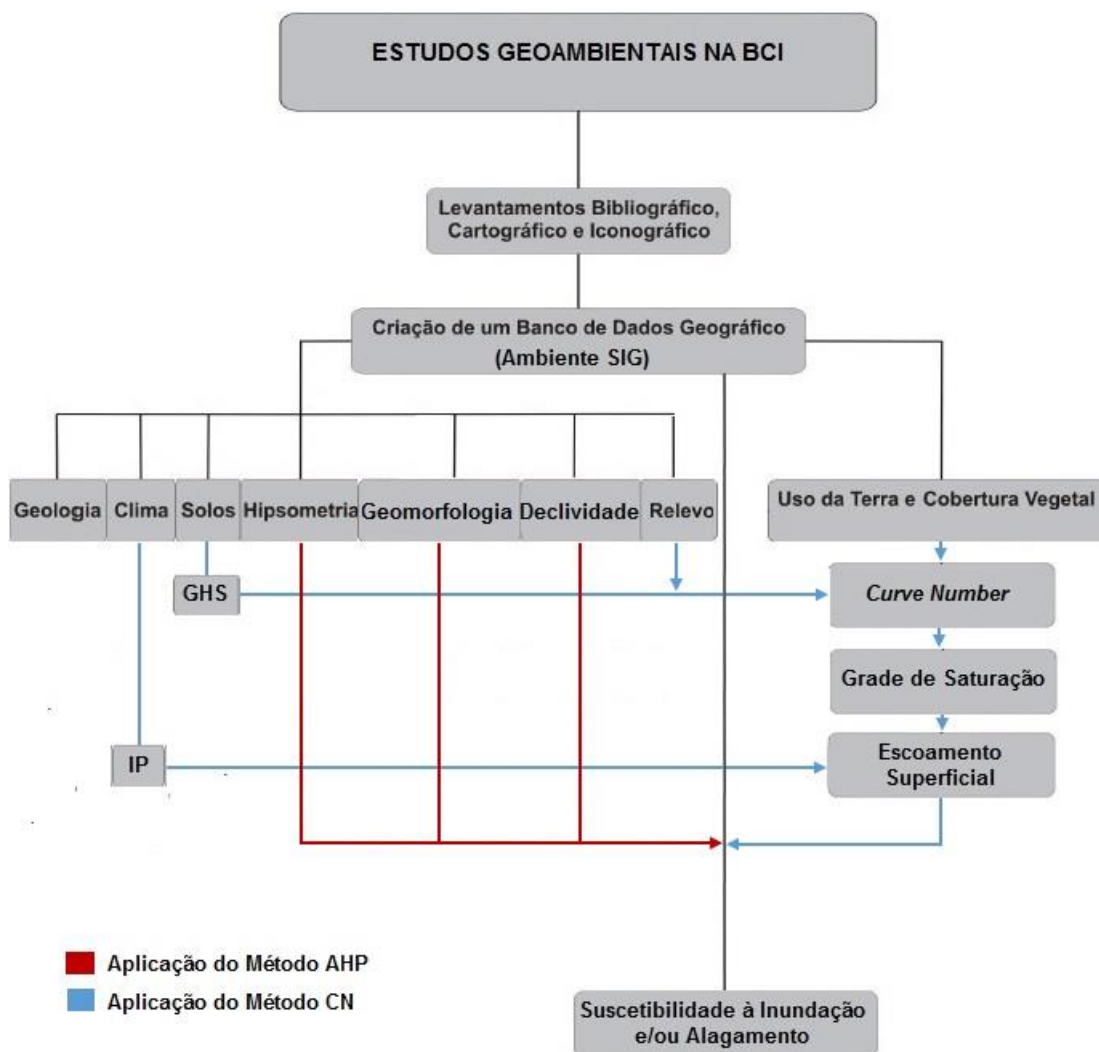 ESTUDOS GEOAMBIENTAIS NA BCI
Levantamentos Bibliográfico,
Cartográfico e Iconográfico
Criação de um Banco de Dados Geográfico
(Ambiente SIG)
Geologia
Clima
Solos
Hipsometria
Geomorfologia
Declividade
Relevo
Uso da Terra e Cobertura Vegetal
GHS
Curve Number
Grade de Saturação
IP
Escoamento
Superficial
Aplicação do Método AHP
Aplicação do Método CN
Suscetibilidade à Inundação
e/ou Alagamento